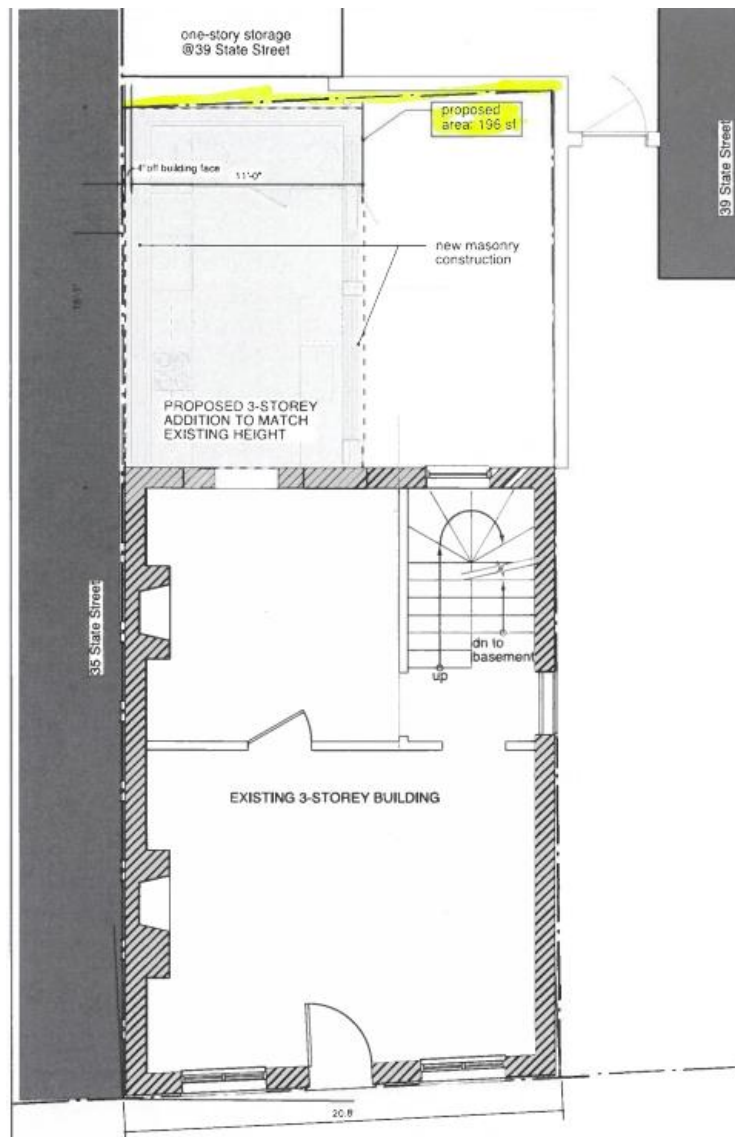 one-story storage
@39 State Street
proposed
area: 196 sf
4" off building face
11'-0"
39 State Street
new masonry
construction
PROPOSED 3-STOREY
ADDITION TO MATCH
EXISTING HEIGHT
35 State Street
dn to
basement
up
EXISTING 3-STOREY BUILDING
20.8